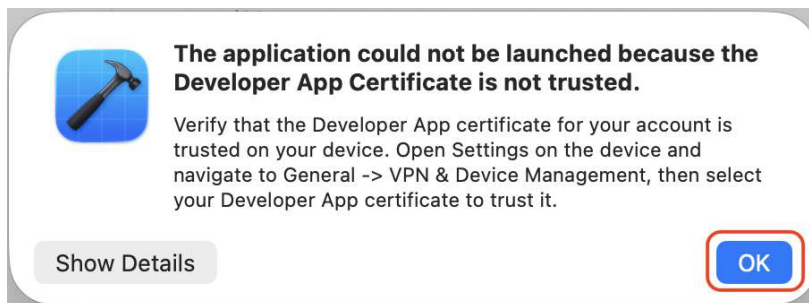 The application could not be launched because the
Developer App Certificate is not trusted.
Verify that the Developer App certificate for your account is
trusted on your device. Open Settings on the device and
navigate to General -> VPN & Device Management, then select
your Developer App certificate to trust it.
Show Details
OK